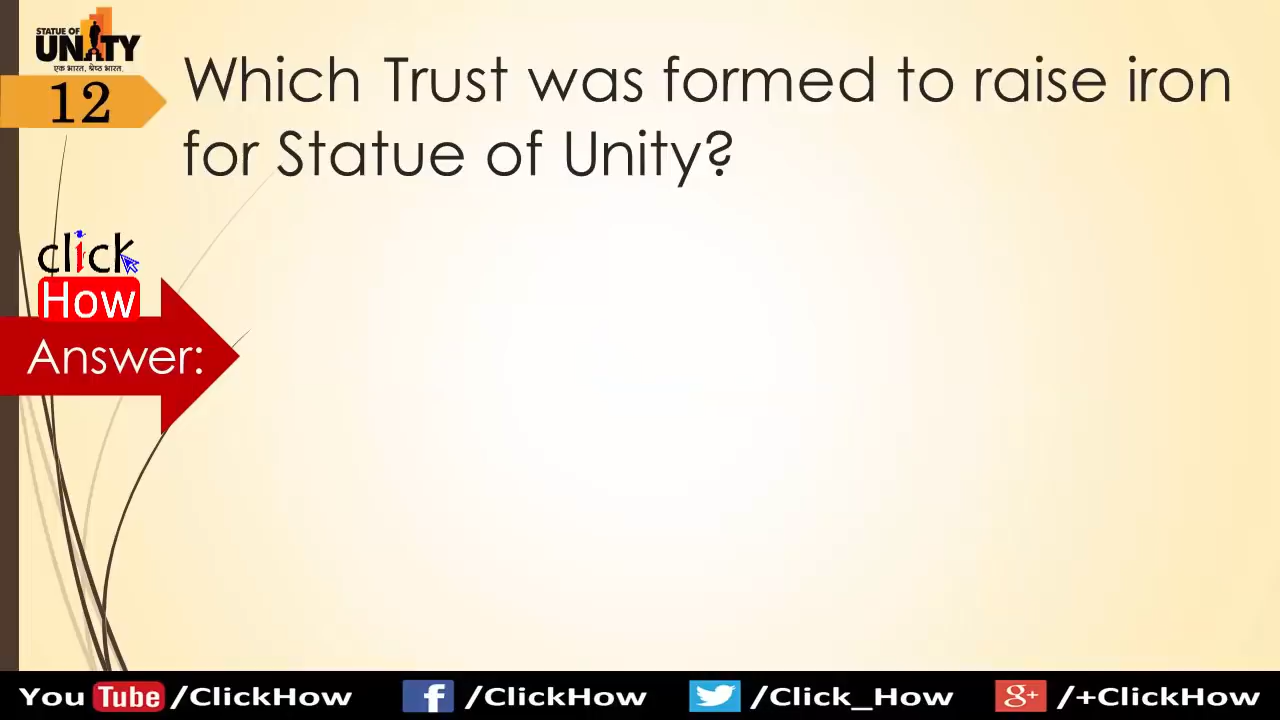 STATUE OF
UNITY
एक भारत, श्रेष्ठ भारत.
12
Which Trust was formed to raise iron
for Statue of Unity?
click
How
Answer:
You Tube /ClickHow f /ClickHow /Click_How g+ /+ClickHow